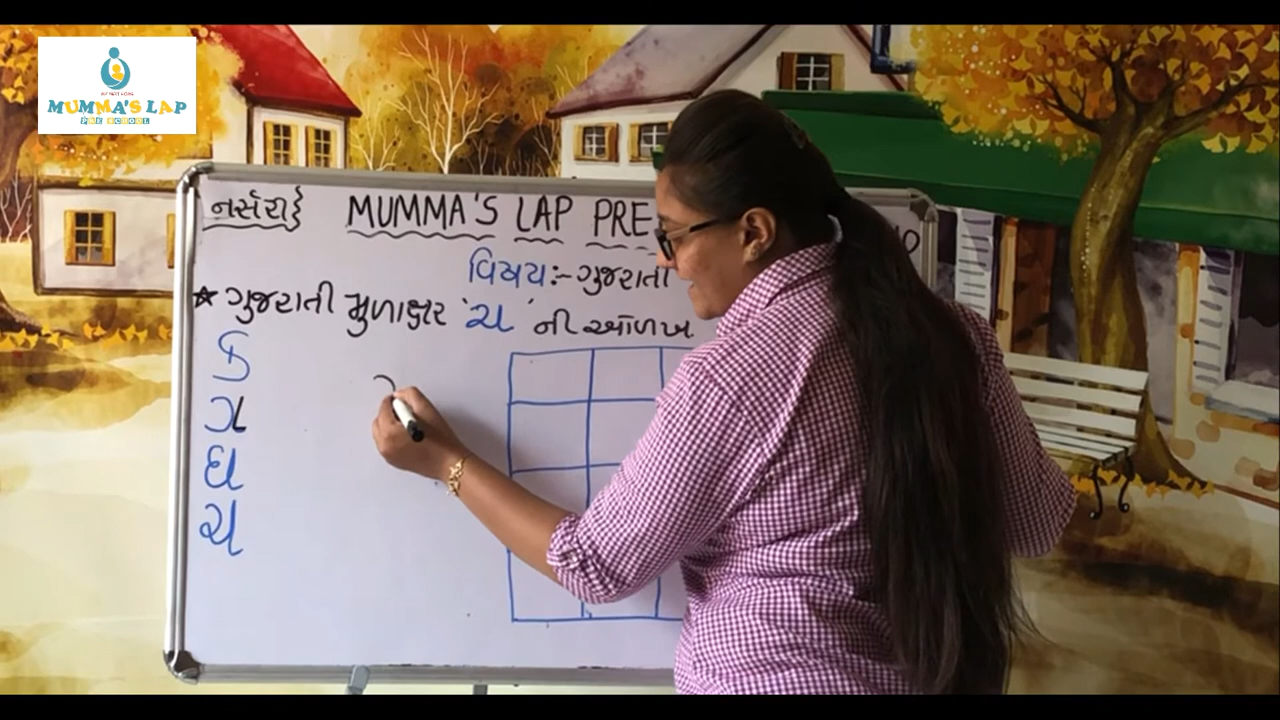 MUMMA'S LAP
PRE SCHOOL
નર્સરી
MUMMA'S LAP PRE
વિષય:- ગુજરાતી
★ ગુજરાતી મુળાક્ષર 'ચ' ની ઓળખ
ક
ગ
ઘ
ચ